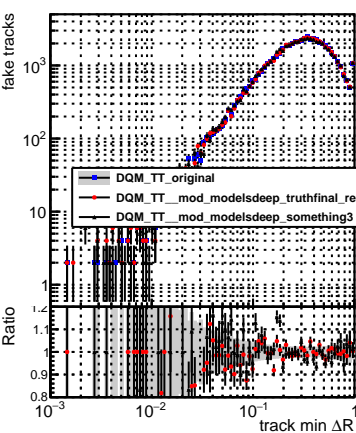 fake tracks
10³
10²
10
1
DQM_TT_original
DQM_TT__mod_modelsdeep_truthfinal_re
DQM_TT__mod_modelsdeep_something3
Ratio
1.2
1.1
1
0.9
0.8
10⁻³
10⁻²
10⁻¹
1
track min ΔR